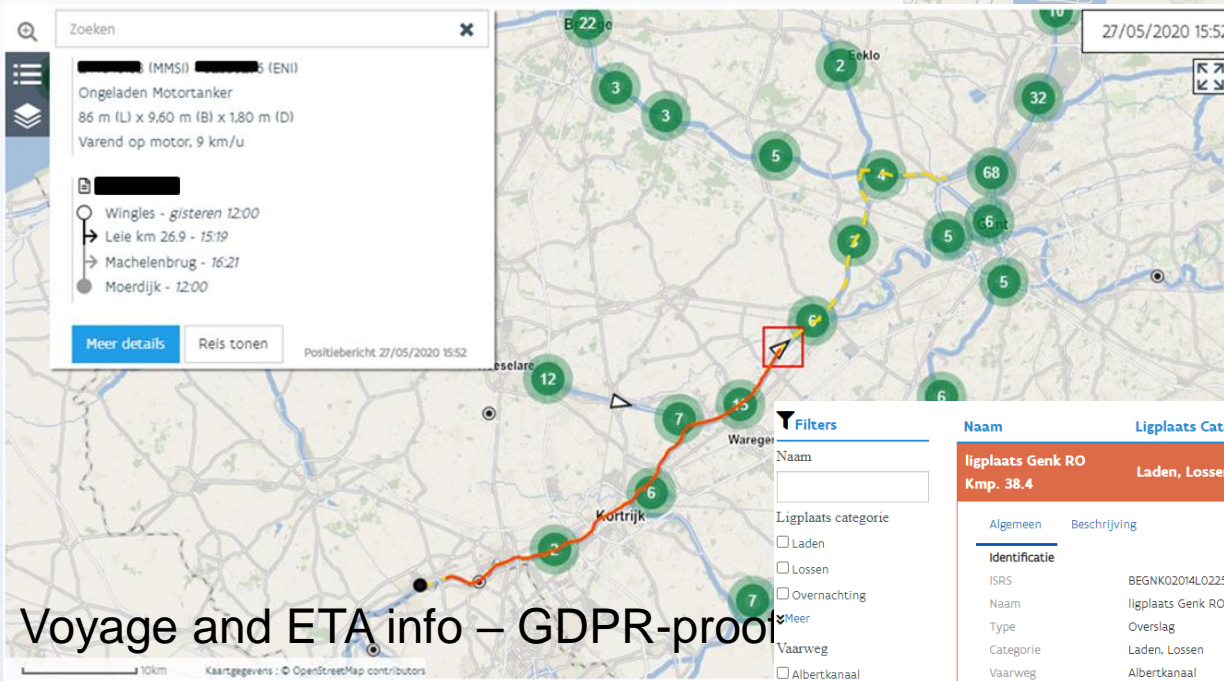 Zoeken
27/05/2020 15:52
(MMSI) (ENI)
Ongeladen Motortanker
86 m (L) x 9,60 m (B) x 1,80 m (D)
Varend op motor, 9 km/u
Wingles - gisteren 12:00
Leie km 26.9 - 15:19
Machelenbrug - 16:21
Moerdijk - 12:00
Meer details
Reis tonen
Positiebericht 27/05/2020 15:52
22
3
3
2
Eeklo
10
32
5
4
68
6
5
5
3
6
12
7
13
6
Kortrijk
2
7
6
Voyage and ETA info – GDPR-proof
10km
Kaartgegevens : © OpenStreetMap contributors
Filters
Naam
Ligplaats categorie
Laden
Lossen
Overnachting
Meer
Vaarweg
Albertkanaal
Naam
Ligplaats Cat
ligplaats Genk RO
Kmp. 38.4
Laden, Lossen
Algemeen
Beschrijving
Identificatie
ISRS BEGNK02014L0225
Naam ligplaats Genk RO
Type Overslag
Categorie Laden, Lossen
Vaarweg Albertkanaal